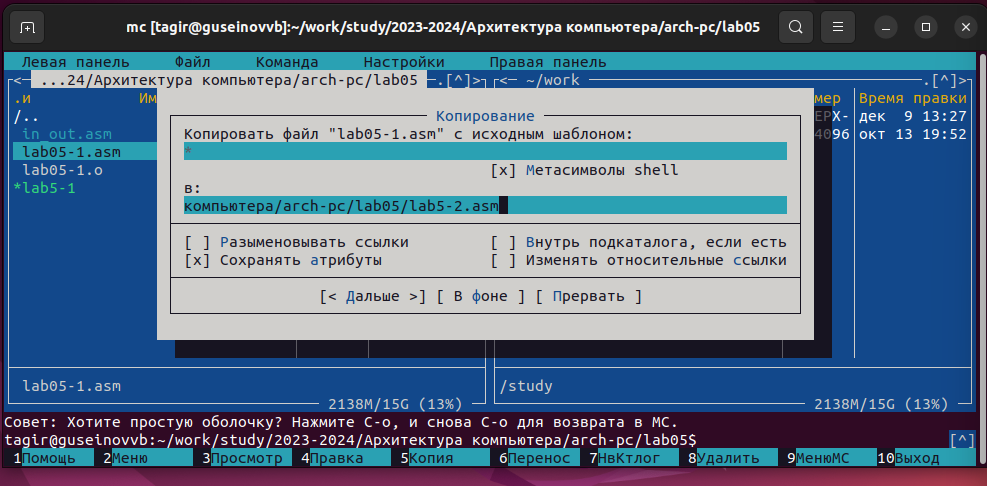 mc [tagir@guseinovvb]:~/work/study/2023-2024/Архитектура компьютера/arch-pc/lab05
Левая панель Файл Команда Настройки Правая панель
<— ...24/Архитектура компьютера/arch-pc/lab05 —.[^]>
<— ~/work —.[^]>
.и Им мер Время правки
/.. ЕРХ- дек 9 13:27
in_out.asm 4096 окт 13 19:52
lab05-1.asm
lab05-1.o
*lab5-1
Копирование
Копировать файл "lab05-1.asm" с исходным шаблоном:
*
[x] Метасимволы shell
в:
компьютера/arch-pc/lab05/lab5-2.asm
[ ] Разыменовывать ссылки [ ] Внутрь подкаталога, если есть
[x] Сохранять атрибуты [ ] Изменять относительные ссылки
[< Дальше >] [ В фоне ] [ Прервать ]
lab05-1.asm /study
2138M/15G (13%) 2138M/15G (13%)
Совет: Хотите простую оболочку? Нажмите C-o, и снова C-o для возврата в MC.
tagir@guseinovvb:~/work/study/2023-2024/Архитектура компьютера/arch-pc/lab05$ [^]
1Помощь 2Меню 3Просмотр 4Правка 5Копия 6Перенос 7НвКтлог 8Удалить 9МенюMC 10Выход